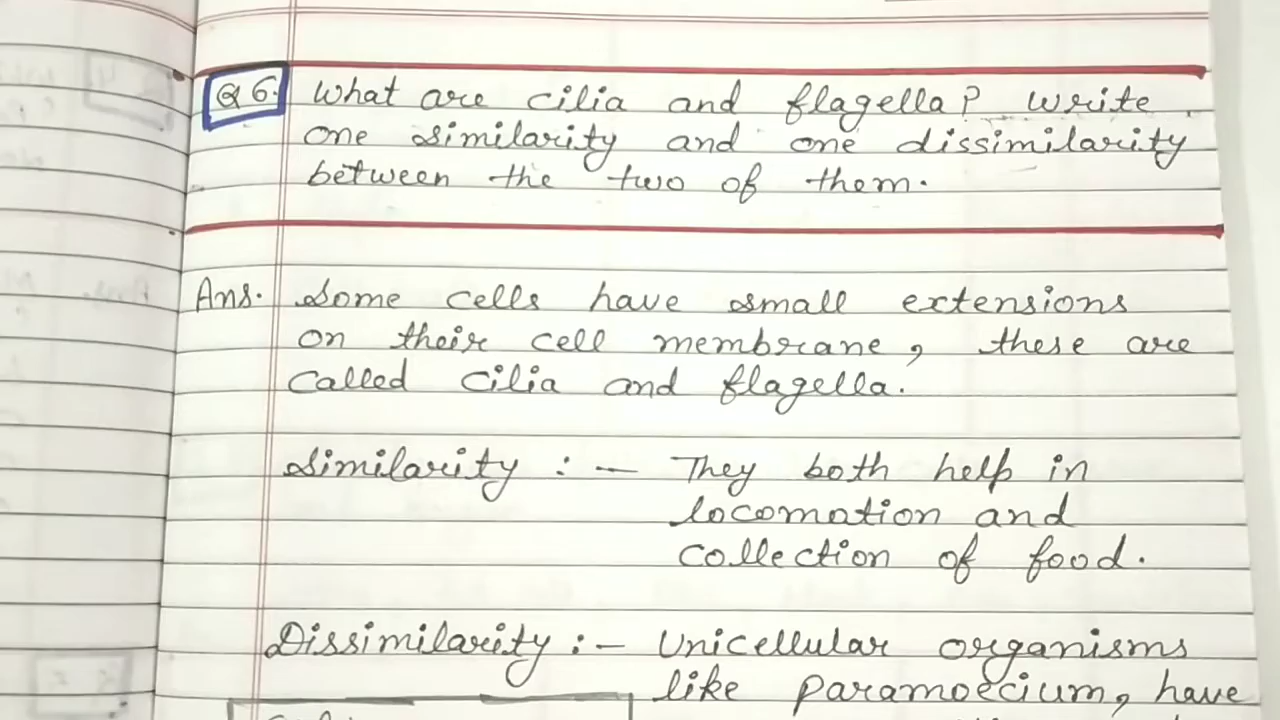 Q 6. What are cilia and flagella? Write
one similarity and one dissimilarity
between the two of them.
Ans. Some cells have small extensions
on their cell membrane, these are
called cilia and flagella.
Similarity :- They both help in
locomotion and
collection of food.
Dissimilarity :- Unicellular organisms
like paramoecium, have